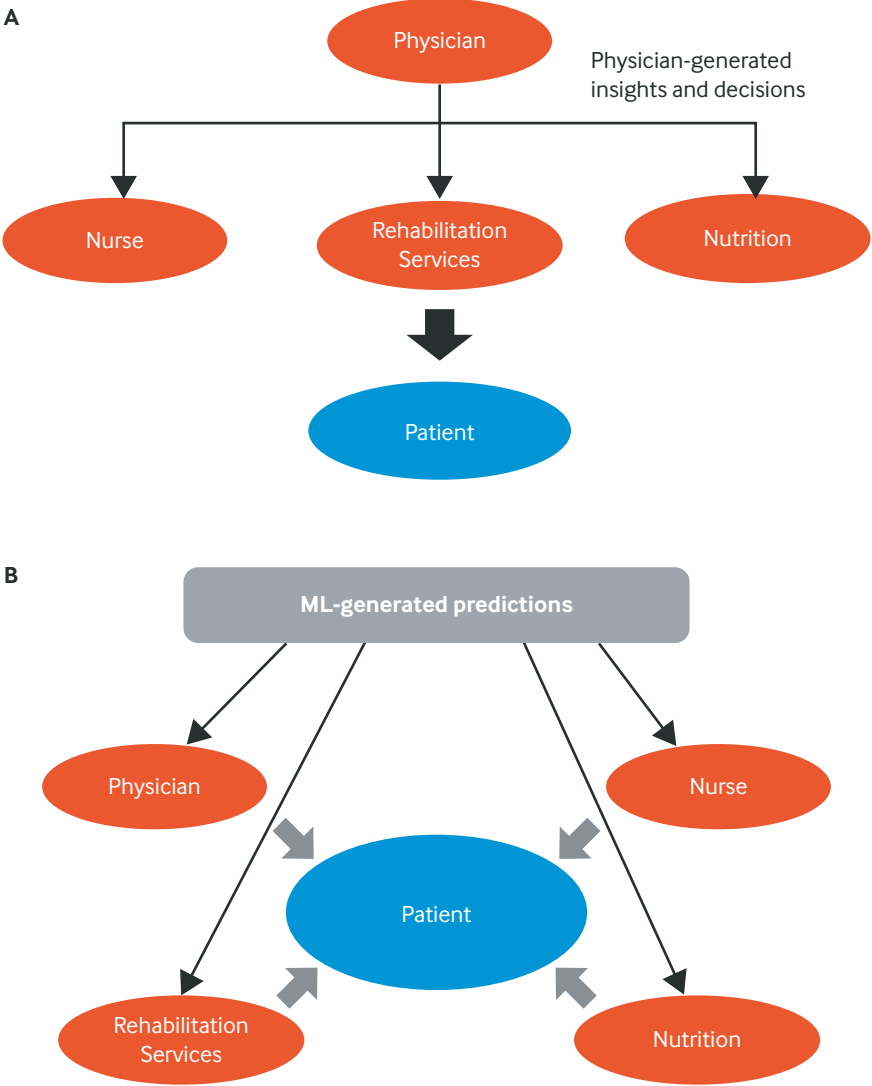 A
Physician
Physician-generated
insights and decisions
Nurse
Rehabilitation
Services
Nutrition
Patient
B
ML-generated predictions
Physician
Nurse
Patient
Rehabilitation
Services
Nutrition